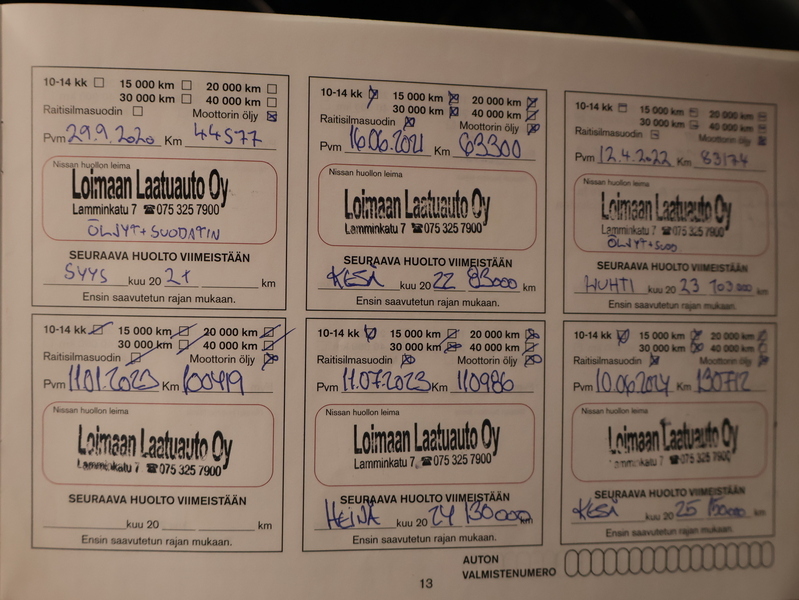 10-14 kk 15 000 km 20 000 km
30 000 km 40 000 km
Raitisilmasuodin Moottorin öljy
Pvm 29.9.2020 Km 44577
Nissan huollon leima
Loimaan Laatuauto Oy
Lamminkatu 7 ☎075 325 7900
ÖLJYT+SUODATIN
SEURAAVA HUOLTO VIIMEISTÄÄN
SYYS kuu 20 21 km
Ensin saavutetun rajan mukaan.
10-14 kk 15 000 km 20 000 km
30 000 km 40 000 km
Raitisilmasuodin Moottorin öljy
Pvm 16.06.2021 Km 63300
Nissan huollon leima
Loimaan Laatuauto Oy
Lamminkatu 7 ☎075 325 7900
SEURAAVA HUOLTO VIIMEISTÄÄN
KESÄ kuu 20 22 83000 km
Ensin saavutetun rajan mukaan.
10-14 kk 15 000 km 20 000 km
30 000 km 40 000 km
Raitisilmasuodin Moottorin öljy
Pvm 12.4.2022 Km 83174
Nissan huollon leima
Loimaan Laatuauto Oy
Lamminkatu 7 ☎075 325 7900
ÖLJYT+SUOD
SEURAAVA HUOLTO VIIMEISTÄÄN
HUHTI kuu 20 23 103000 km
Ensin saavutetun rajan mukaan.
10-14 kk 15 000 km 20 000 km
30 000 km 40 000 km
Raitisilmasuodin Moottorin öljy
Pvm 11.01.2023 Km 100419
Nissan huollon leima
Loimaan Laatuauto Oy
Lamminkatu 7 ☎075 325 7900
SEURAAVA HUOLTO VIIMEISTÄÄN
kuu 20 km
Ensin saavutetun rajan mukaan.
10-14 kk 15 000 km 20 000 km
30 000 km 40 000 km
Raitisilmasuodin Moottorin öljy
Pvm 11.07.2023 Km 110986
Nissan huollon leima
Loimaan Laatuauto Oy
Lamminkatu 7 ☎075 325 7900
SEURAAVA HUOLTO VIIMEISTÄÄN
HEINÄ kuu 20 24 130000 km
Ensin saavutetun rajan mukaan.
10-14 kk 15 000 km 20 000 km
30 000 km 40 000 km
Raitisilmasuodin Moottorin öljy
Pvm 10.06.2024 Km 130712
Nissan huollon leima
Loimaan Laatuauto Oy
Lamminkatu 7 ☎075 325 7900
SEURAAVA HUOLTO VIIMEISTÄÄN
KESÄ kuu 20 25 150000 km
Ensin saavutetun rajan mukaan.
AUTON
VALMISTENUMERO
13